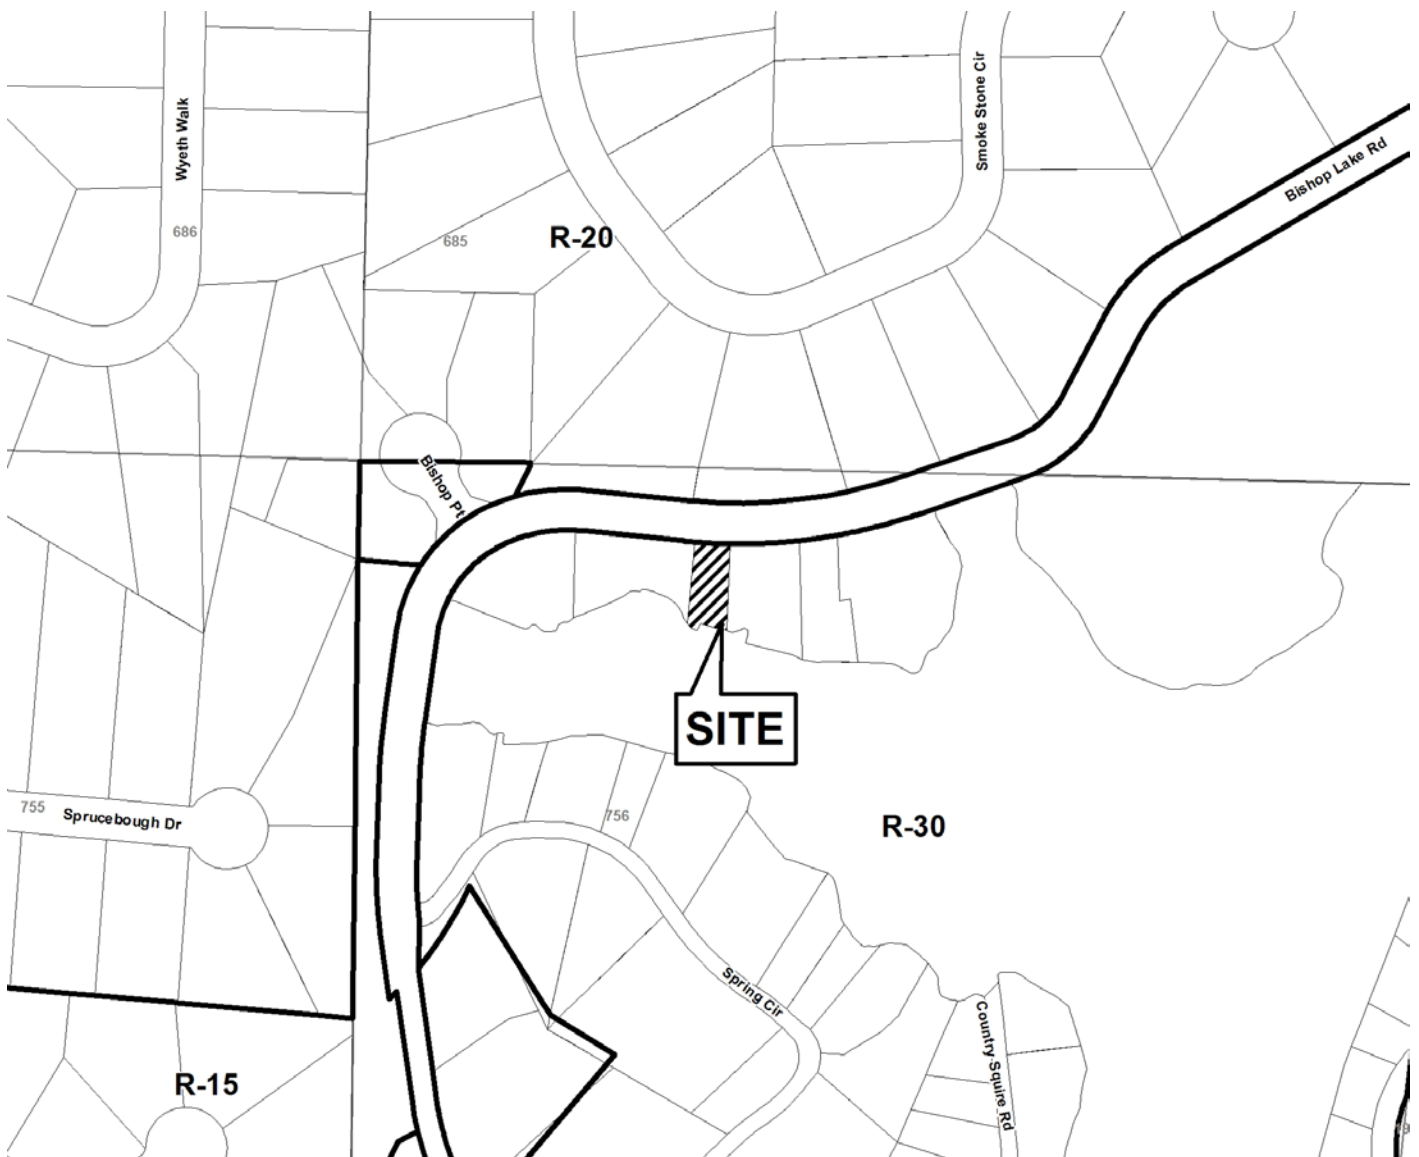 Wyeth Walk
Smoke Stone Cir
Bishop Lake Rd
686
685
R-20
Bishop Pt
SITE
755
Sprucebough Dr
756
R-30
Spring Cir
Country Squire Rd
R-15